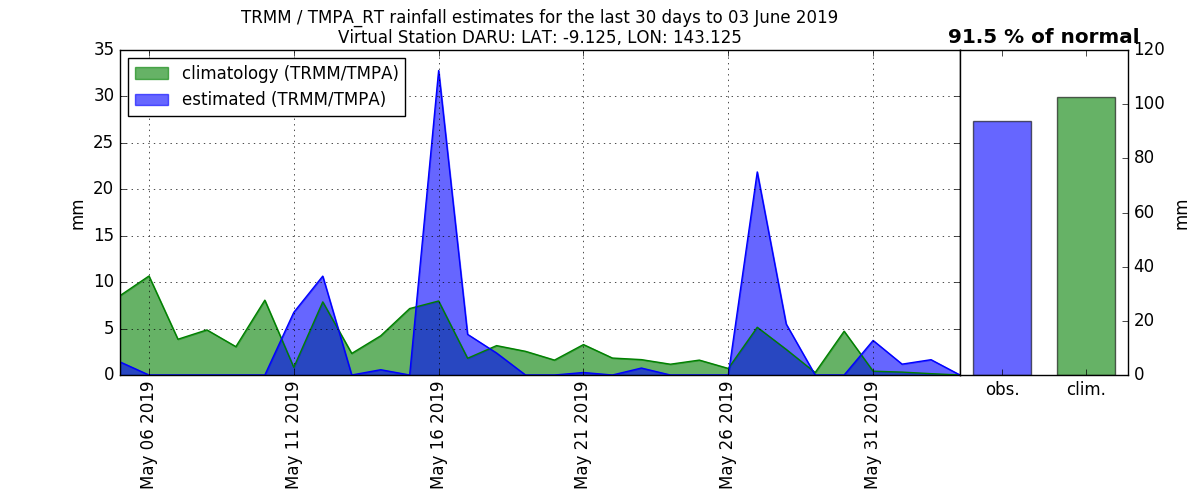 TRMM / TMPA_RT rainfall estimates for the last 30 days to 03 June 2019
Virtual Station DARU: LAT: -9.125, LON: 143.125
91.5 % of normal
climatology (TRMM/TMPA)
estimated (TRMM/TMPA)
35
30
25
20
15
10
5
0
mm
May 06 2019
May 11 2019
May 16 2019
May 21 2019
May 26 2019
May 31 2019
120
100
80
60
40
20
0
mm
obs.
clim.